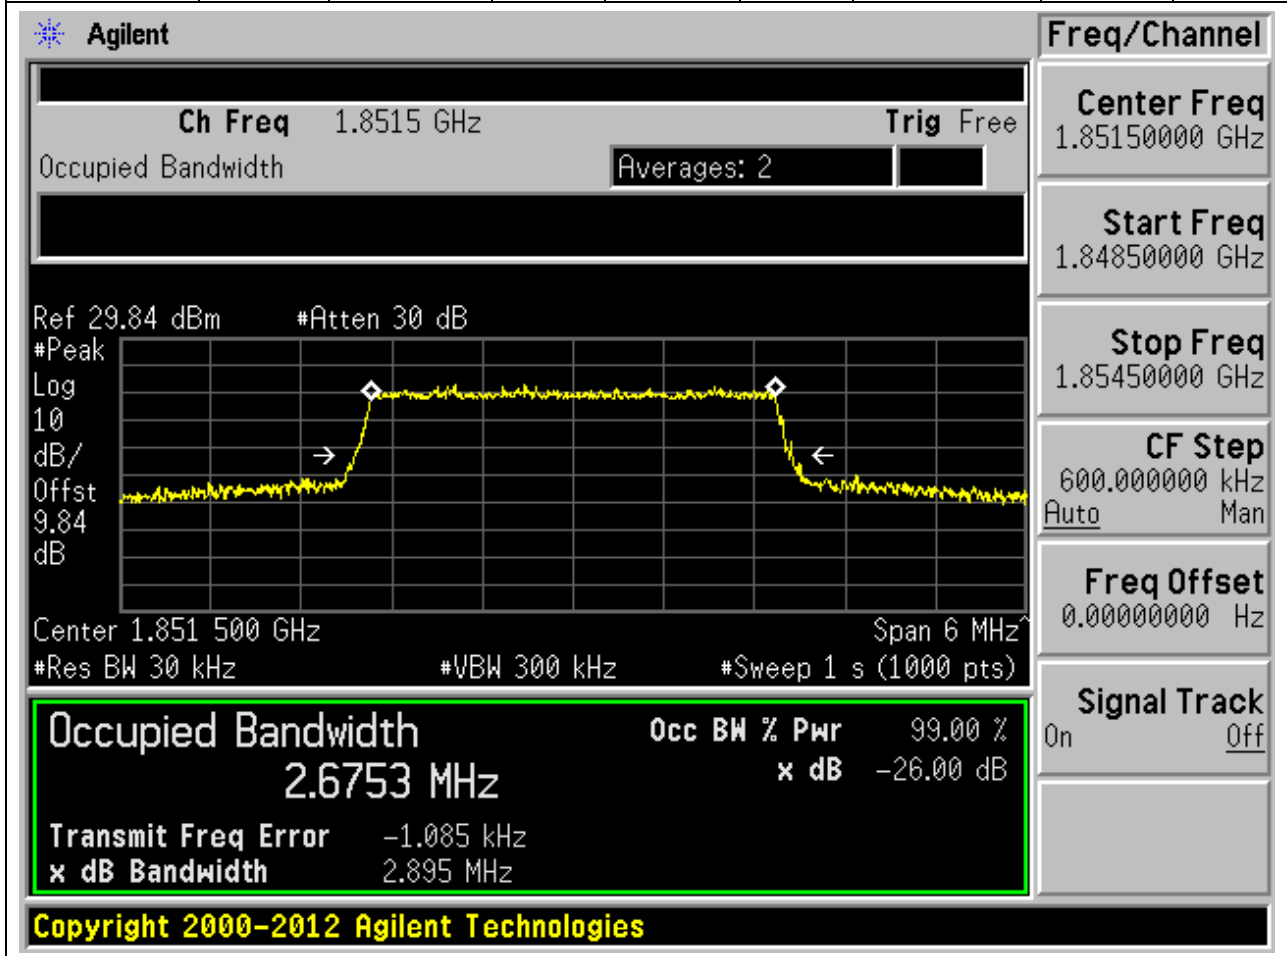 Agilent
Freq/Channel
Ch Freq 1.8515 GHz Trig Free
Occupied Bandwidth Averages: 2
Center Freq
1.85150000 GHz
Start Freq
1.84850000 GHz
Stop Freq
1.85450000 GHz
CF Step
600.000000 kHz
Auto Man
Freq Offset
0.00000000 Hz
Signal Track
On Off
Ref 29.84 dBm #Atten 30 dB
#Peak
Log
10
dB/
Offst
9.84
dB
Center 1.851 500 GHz Span 6 MHz^
#Res BW 30 kHz #VBW 300 kHz #Sweep 1 s (1000 pts)
Occupied Bandwidth Occ BW % Pwr 99.00 %
2.6753 MHz x dB -26.00 dB
Transmit Freq Error -1.085 kHz
x dB Bandwidth 2.895 MHz
Copyright 2000-2012 Agilent Technologies